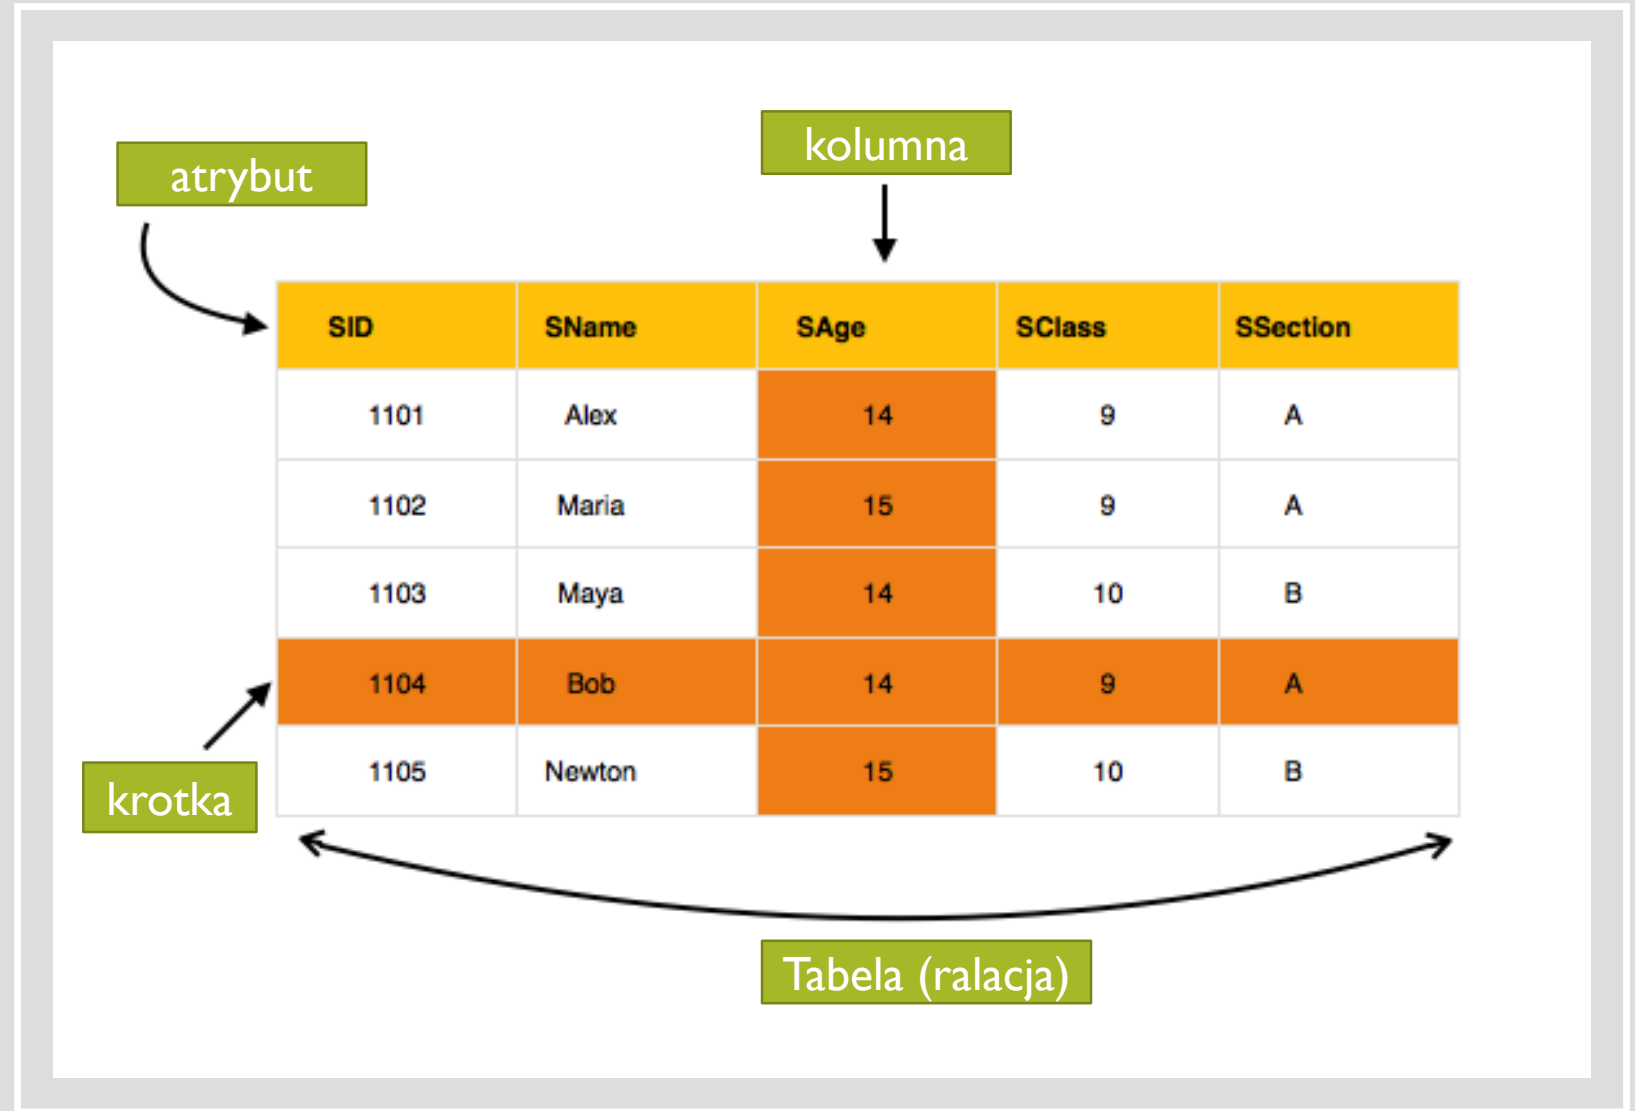 kolumna
atrybut
SID SName SAge SClass SSection
1101 Alex 14 9 A
1102 Maria 15 9 A
1103 Maya 14 10 B
1104 Bob 14 9 A
1105 Newton 15 10 B
krotka
Tabela (ralacja)